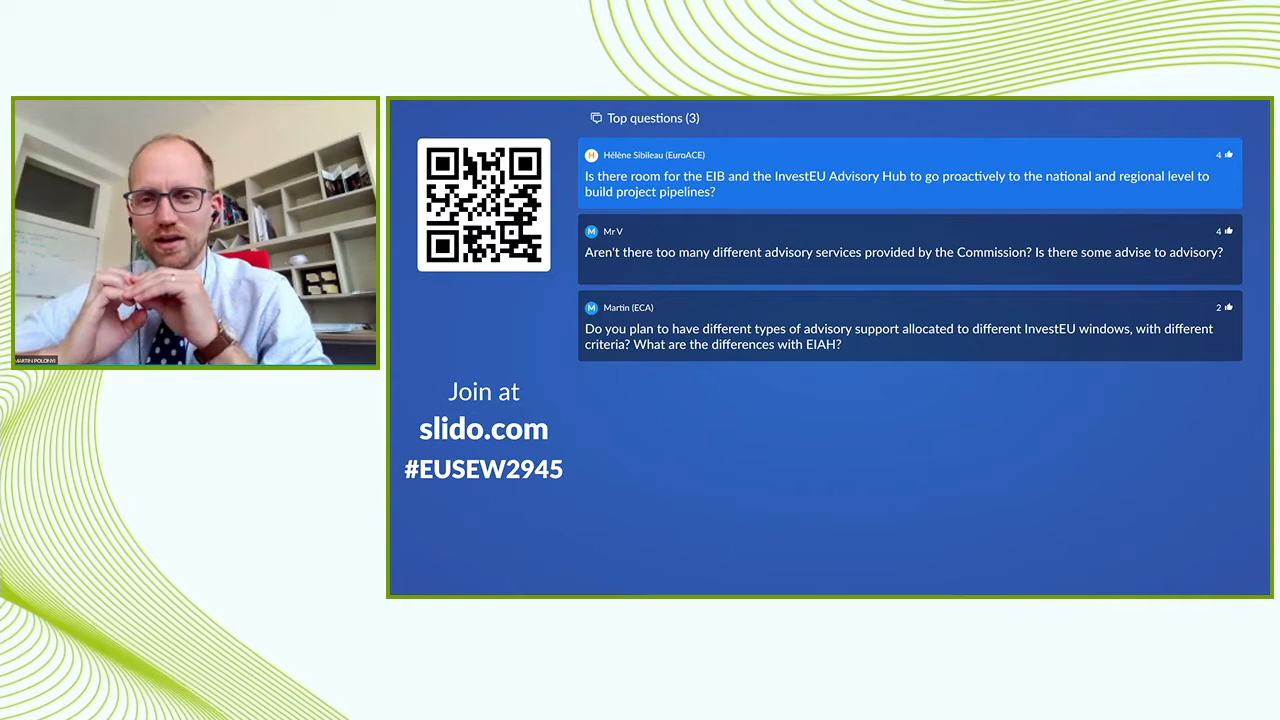 MARTIN POLONYI
Top questions (3)
Hélène Sibileau (EuroACE)
4
Is there room for the EIB and the InvestEU Advisory Hub to go proactively to the national and regional level to
build project pipelines?
Mr V
4
Aren't there too many different advisory services provided by the Commission? Is there some advise to advisory?
Martin (ECA)
2
Do you plan to have different types of advisory support allocated to different InvestEU windows, with different
criteria? What are the differences with EIAH?
Join at
slido.com
#EUSEW2945